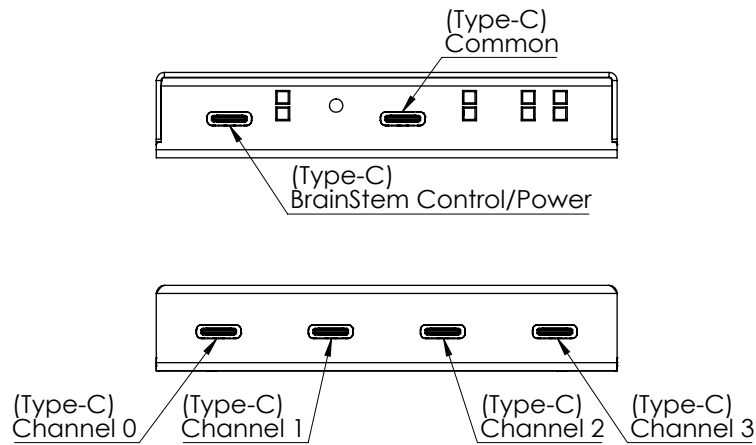 (Type-C)
Common
(Type-C)
BrainStem Control/Power
(Type-C)
Channel 0
(Type-C)
Channel 1
(Type-C)
Channel 2
(Type-C)
Channel 3